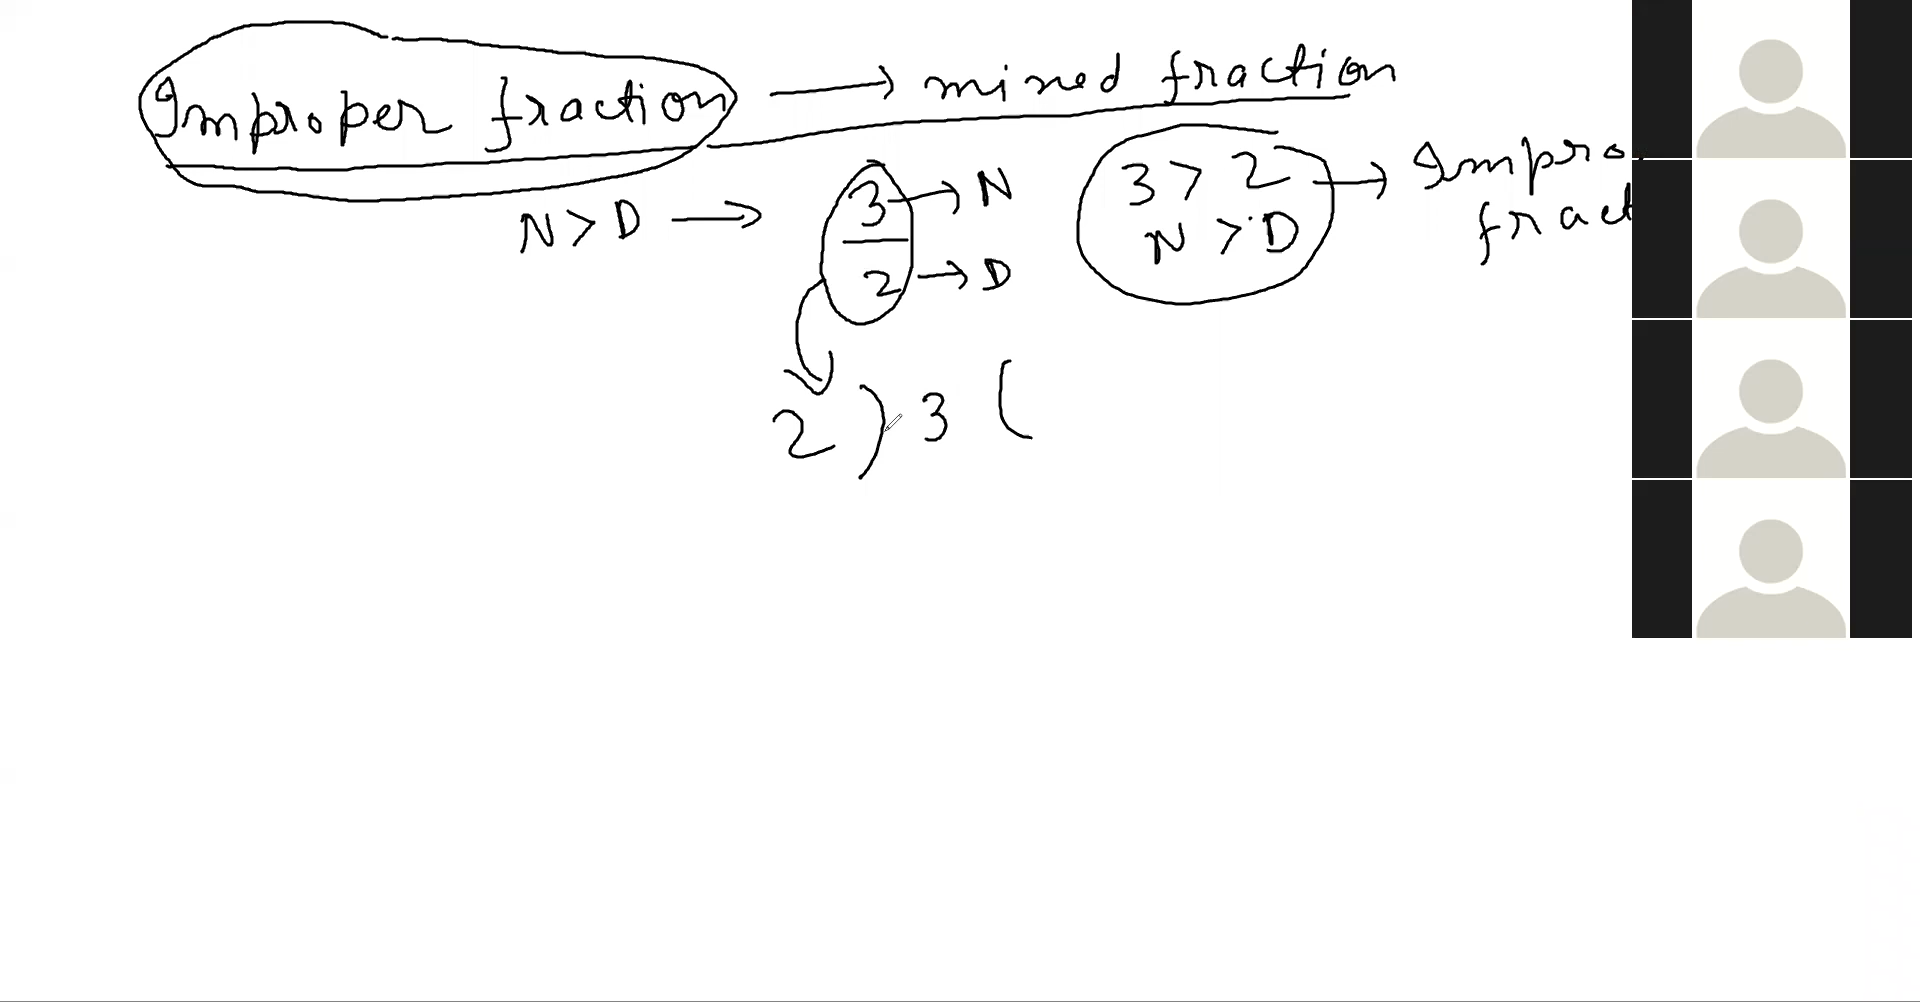 Improper fraction → mixed fraction
N > D → 3/2 → N → D
3 > 2 → Impro
N > D fract
2 ) 3 (